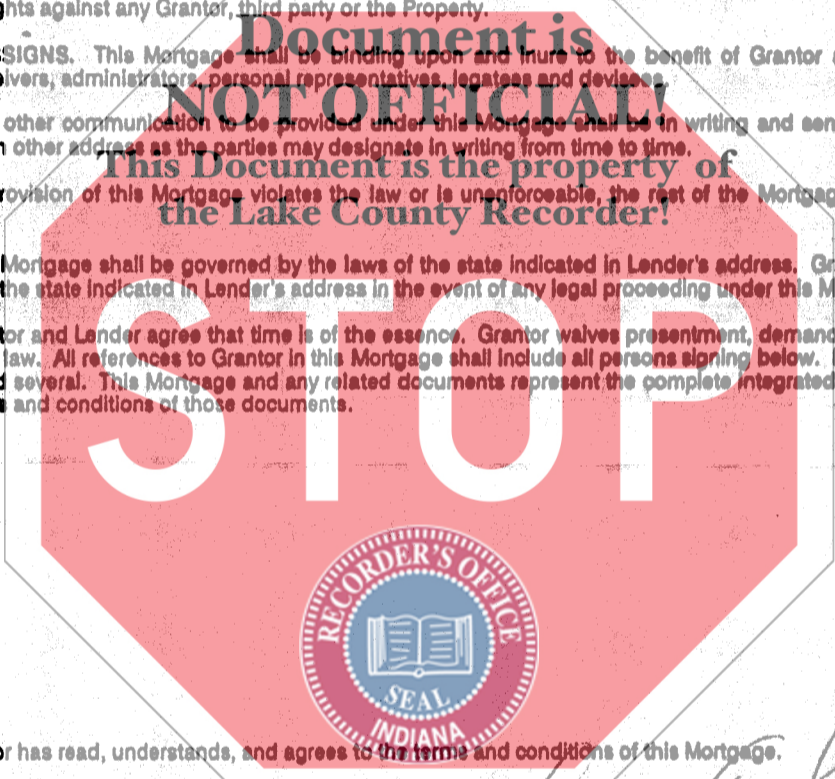 ghts against any Grantor, third party or the Property.
Document is
SIGNS. This Mortgage shall be binding upon and inure to the benefit of Grantor
ivers, administrators, personal representatives, legatees and devisees.
NOT OFFICIAL!
other communication to be provided under this Mortgage shall be in writing and sen
other address as the parties may designate in writing from time to time.
This Document is the property of
rovision of this Mortgage violates the law or is unenforceable, the rest of the Mortgag
the Lake County Recorder!
Mortgage shall be governed by the laws of the state indicated in Lender's address. Gr
the state indicated in Lender's address in the event of any legal proceeding under this M
STOP
tor and Lender agree that time is of the essence. Grantor waives presentment, demand
law. All references to Grantor in this Mortgage shall include all persons signing below.
d several. This Mortgage and any related documents represent the complete integrated
s and conditions of those documents.
RECORDER'S OFFICE
SEAL
INDIANA
or has read, understands, and agrees to the terms and conditions of this Mortgage.